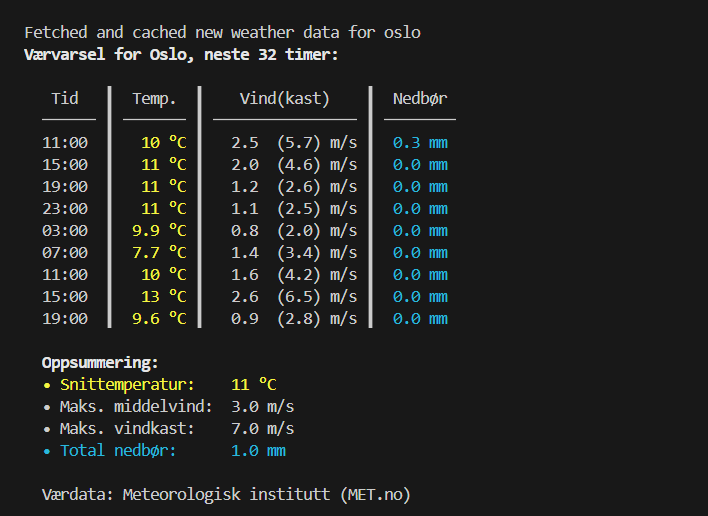 Fetched and cached new weather data for oslo
Værvarsel for Oslo, neste 32 timer:
Tid Temp. Vind(kast) Nedbør
11:00 10 °C 2.5 (5.7) m/s 0.3 mm
15:00 11 °C 2.0 (4.6) m/s 0.0 mm
19:00 11 °C 1.2 (2.6) m/s 0.0 mm
23:00 11 °C 1.1 (2.5) m/s 0.0 mm
03:00 9.9 °C 0.8 (2.0) m/s 0.0 mm
07:00 7.7 °C 1.4 (3.4) m/s 0.0 mm
11:00 10 °C 1.6 (4.2) m/s 0.0 mm
15:00 13 °C 2.6 (6.5) m/s 0.0 mm
19:00 9.6 °C 0.9 (2.8) m/s 0.0 mm
Oppsummering:
• Snittemperatur: 11 °C
• Maks. middelvind: 3.0 m/s
• Maks. vindkast: 7.0 m/s
• Total nedbør: 1.0 mm
Værdata: Meteorologisk institutt (MET.no)